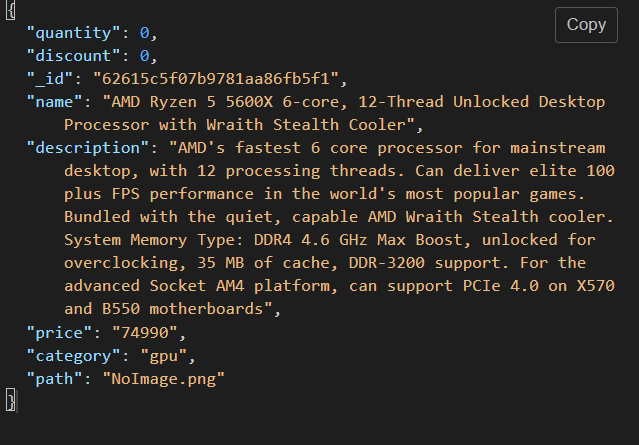 {
"quantity": 0,
"discount": 0,
"_id": "62615c5f07b9781aa86fb5f1",
"name": "AMD Ryzen 5 5600X 6-core, 12-Thread Unlocked Desktop
Processor with Wraith Stealth Cooler",
"description": "AMD's fastest 6 core processor for mainstream
desktop, with 12 processing threads. Can deliver elite 100
plus FPS performance in the world's most popular games.
Bundled with the quiet, capable AMD Wraith Stealth cooler.
System Memory Type: DDR4 4.6 GHz Max Boost, unlocked for
overclocking, 35 MB of cache, DDR-3200 support. For the
advanced Socket AM4 platform, can support PCIe 4.0 on X570
and B550 motherboards",
"price": "74990",
"category": "gpu",
"path": "NoImage.png"
}
Copy